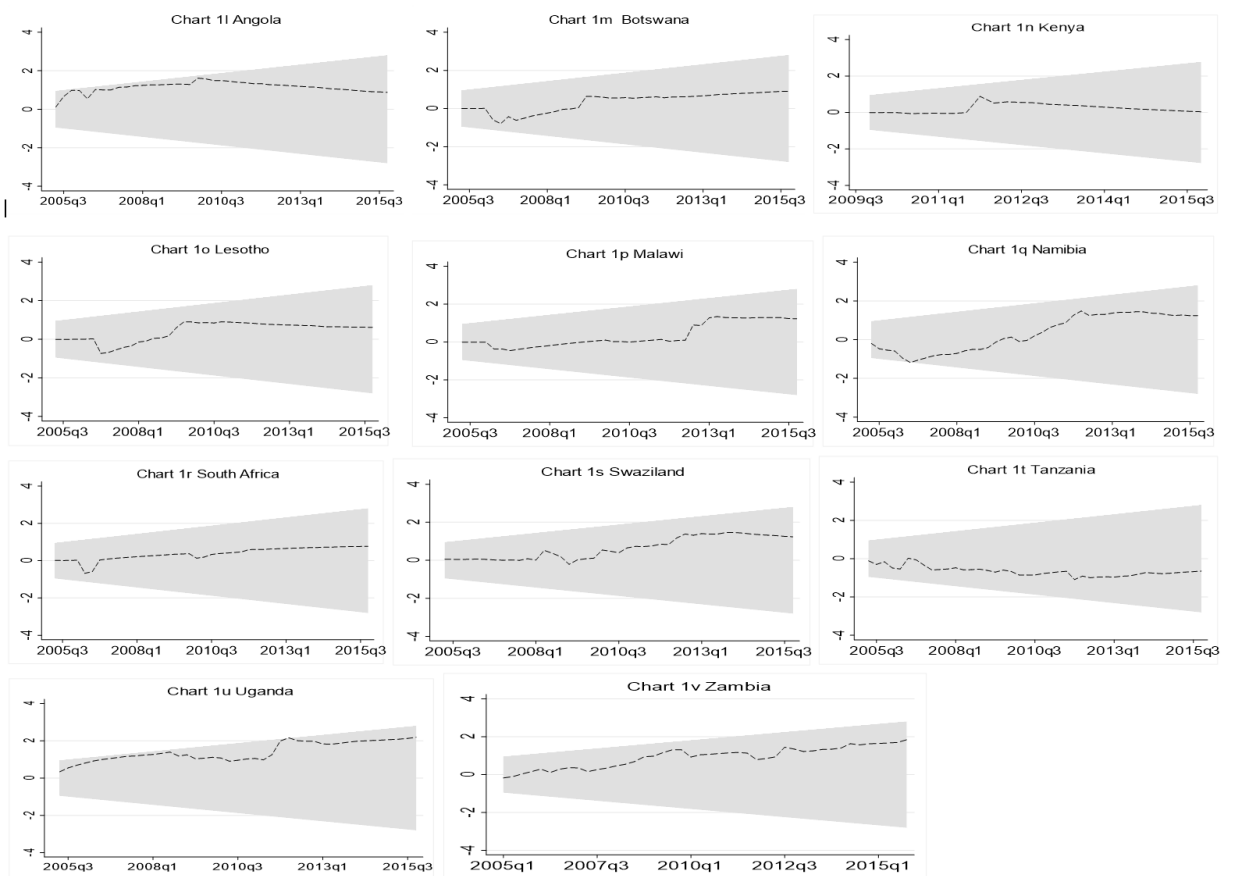 Chart 1l Angola
4
2
0
-2
-4
2005q3 2008q1 2010q3 2013q1 2015q3
Chart 1m Botswana
4
2
0
-2
-4
2005q3 2008q1 2010q3 2013q1 2015q3
Chart 1n Kenya
4
2
0
-2
-4
2009q3 2011q1 2012q3 2014q1 2015q3
Chart 1o Lesotho
4
2
0
-2
-4
2005q3 2008q1 2010q3 2013q1 2015q3
Chart 1p Malawi
4
2
0
-2
-4
2005q3 2008q1 2010q3 2013q1 2015q3
Chart 1q Namibia
4
2
0
-2
-4
2005q3 2008q1 2010q3 2013q1 2015q3
Chart 1r South Africa
4
2
0
-2
-4
2005q3 2008q1 2010q3 2013q1 2015q3
Chart 1s Swaziland
4
2
0
-2
-4
2005q3 2008q1 2010q3 2013q1 2015q3
Chart 1t Tanzania
4
2
0
-2
-4
2005q3 2008q1 2010q3 2013q1 2015q3
Chart 1u Uganda
4
2
0
-2
-4
2005q3 2008q1 2010q3 2013q1 2015q3
Chart 1v Zambia
4
2
0
-2
-4
2005q1 2007q3 2010q1 2012q3 2015q1